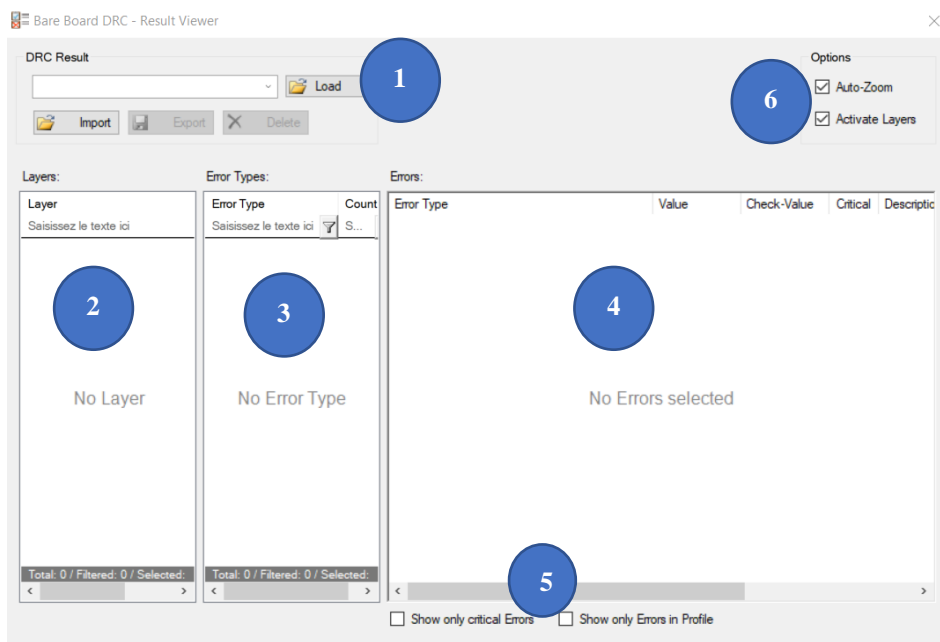 Bare Board DRC - Result Viewer
DRC Result
Load
1
Import
Export
Delete
Options
6
Auto-Zoom
Activate Layers
Layers:
Error Types:
Errors:
Layer
Error Type
Count
Error Type
Value
Check-Value
Critical
Descriptic
Saisissez le texte ici
Saisissez le texte ici
S...
2
3
4
No Layer
No Error Type
No Errors selected
Total: 0 / Filtered: 0 / Selected:
Total: 0 / Filtered: 0 / Selected:
5
Show only critical Errors
Show only Errors in Profile